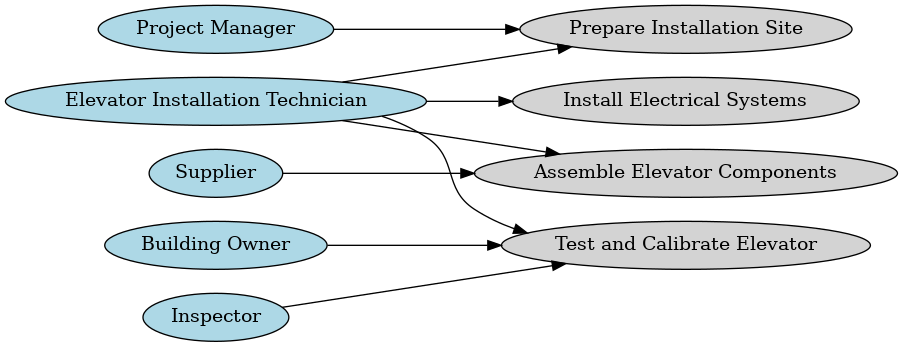 Project Manager
Prepare Installation Site
Elevator Installation Technician
Install Electrical Systems
Supplier
Assemble Elevator Components
Building Owner
Test and Calibrate Elevator
Inspector